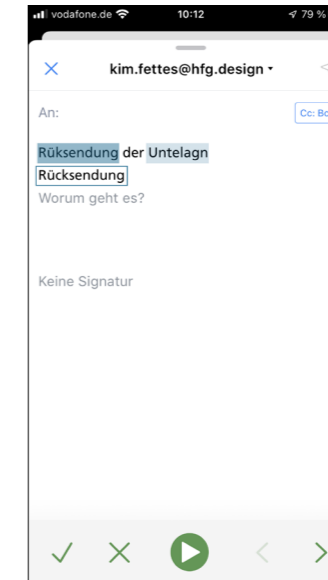 vodafone.de 10:12 79 %
kim.fettes@hfg.design
An:
Cc: Bc
Rüksendung der Untelagn
Rücksendung
Worum geht es?
Keine Signatur